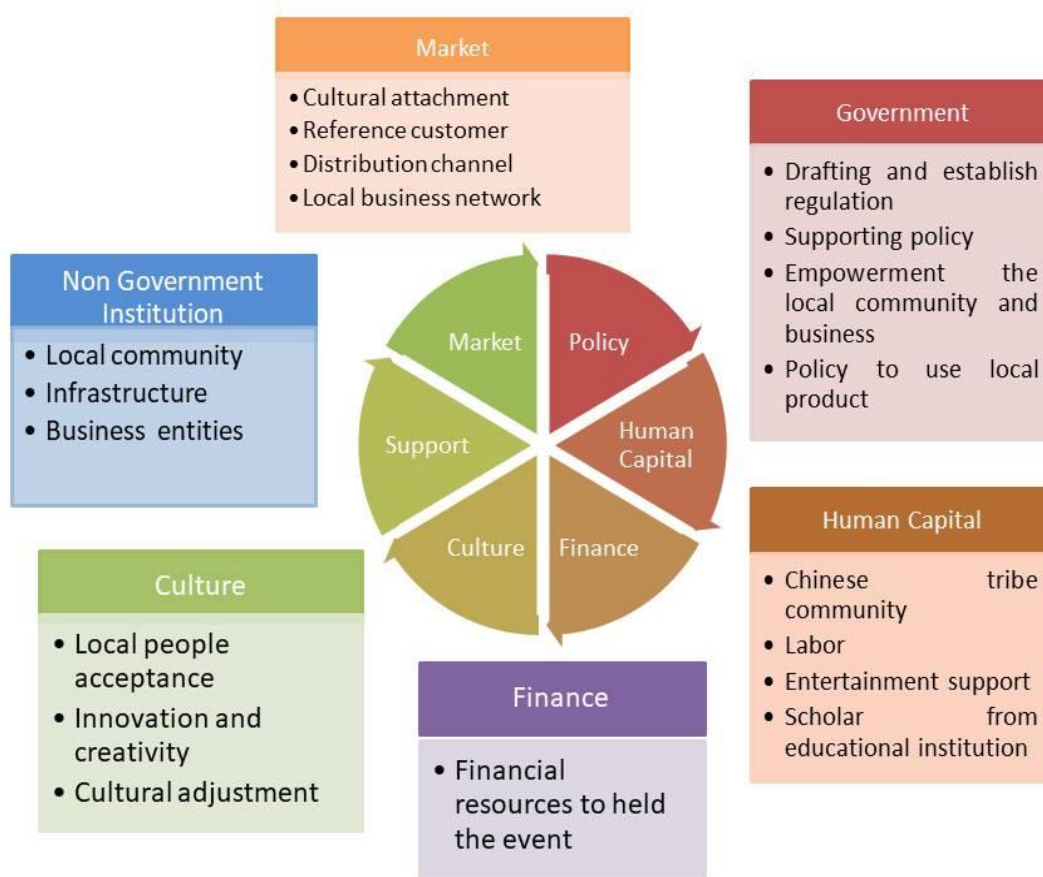 Market
• Cultural attachment
• Reference customer
• Distribution channel
• Local business network
Government
• Drafting and establish
regulation
• Supporting policy
• Empowerment the
local community and
business
• Policy to use local
product
Non Government
Institution
• Local community
• Infrastructure
• Business entities
Market
Policy
Support
Human
Capital
Culture
Finance
Human Capital
• Chinese tribe
community
• Labor
• Entertainment support
• Scholar from
educational institution
Culture
• Local people
acceptance
• Innovation and
creativity
• Cultural adjustment
Finance
• Financial
resources to held
the event